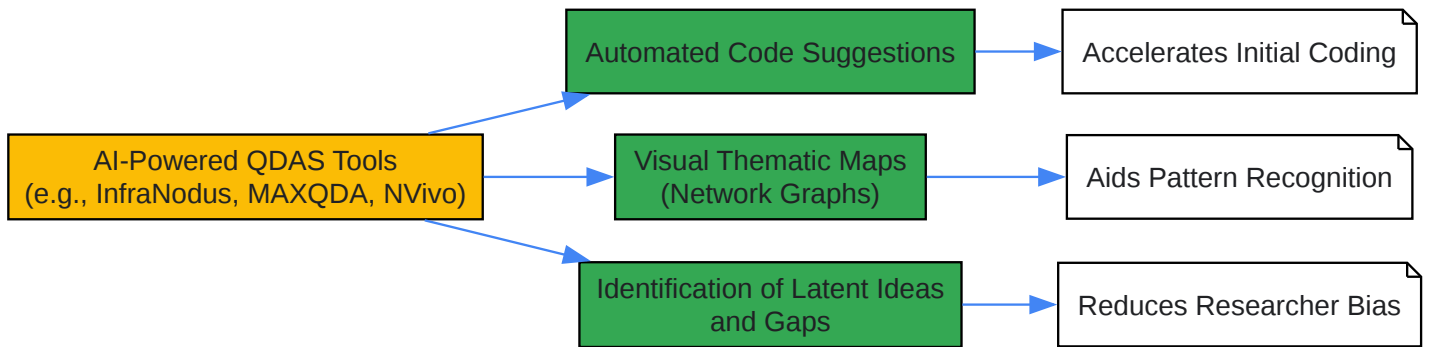 Automated Code Suggestions
Accelerates Initial Coding
AI-Powered QDAS Tools
(e.g., InfraNodus, MAXQDA, NVivo)
Visual Thematic Maps
(Network Graphs)
Aids Pattern Recognition
Identification of Latent Ideas
and Gaps
Reduces Researcher Bias